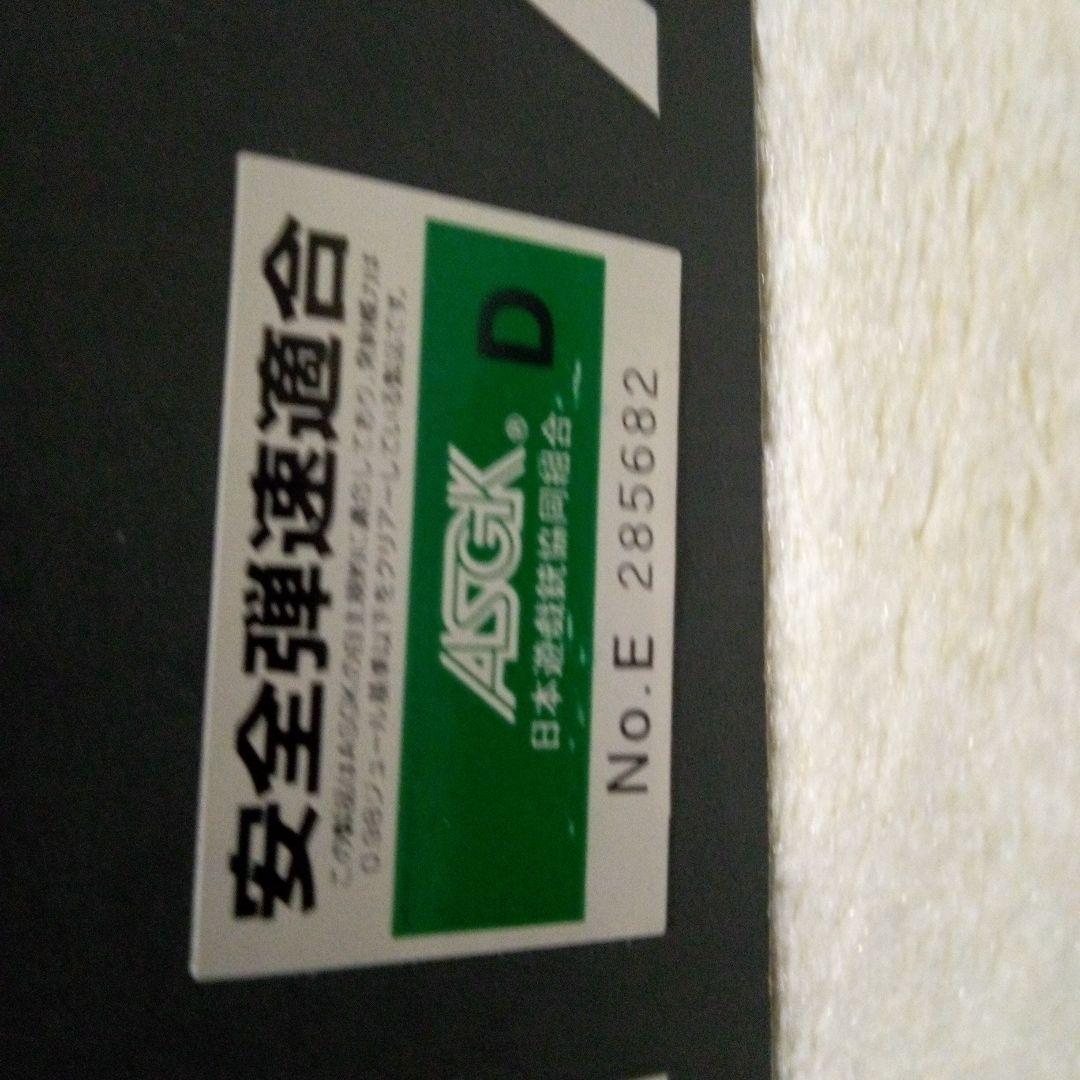 安全弾速適合
この製品はASGKの自主規約に適合しており、発射威力は
0.98ジュール基準以下をクリアーしている製品です。
ASGK® D
日本遊戯銃協同組合
No.E 285682